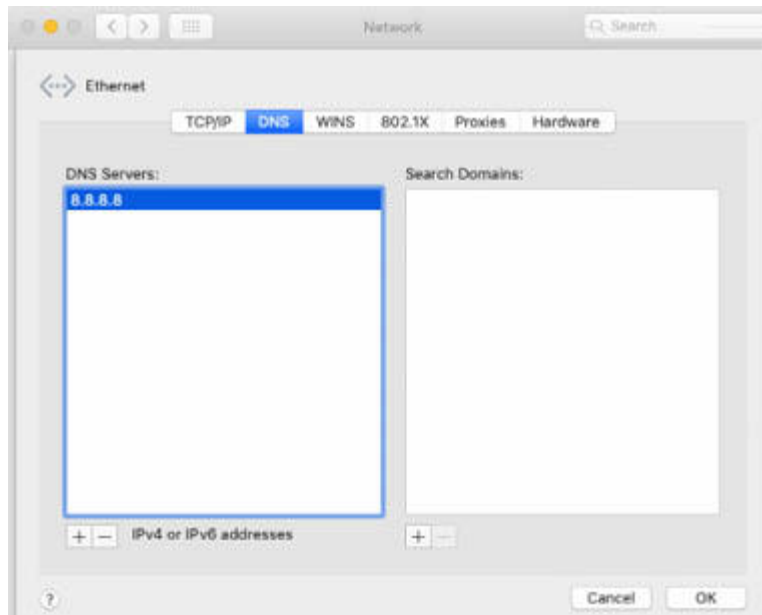 Network
Search
Ethernet
TCP/IP DNS WINS 802.1X Proxies Hardware
DNS Servers:
Search Domains:
8.8.8.8
+ − IPv4 or IPv6 addresses
+ −
? Cancel OK